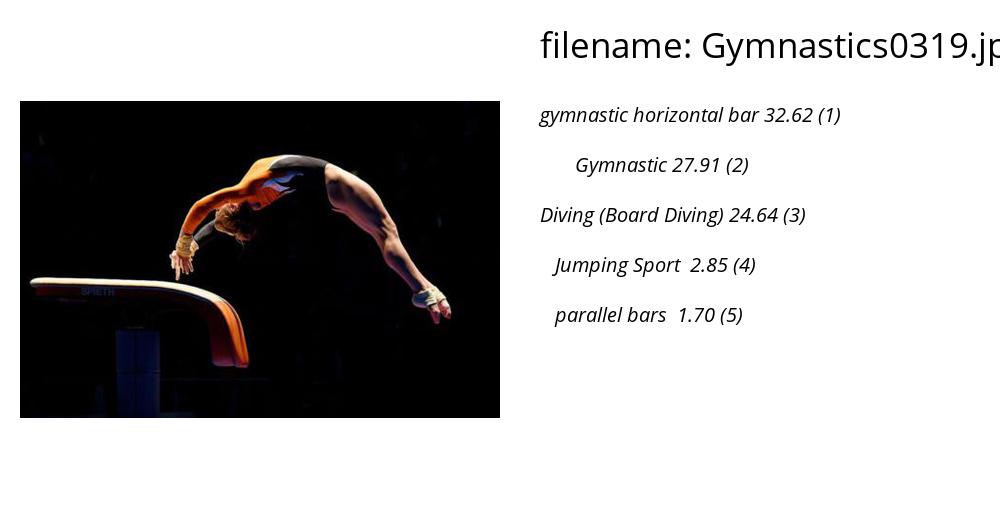 filename: Gymnastics0319.jp
gymnastic horizontal bar 32.62 (1)
Gymnastic 27.91 (2)
Diving (Board Diving) 24.64 (3)
Jumping Sport 2.85 (4)
parallel bars 1.70 (5)
SPIETH